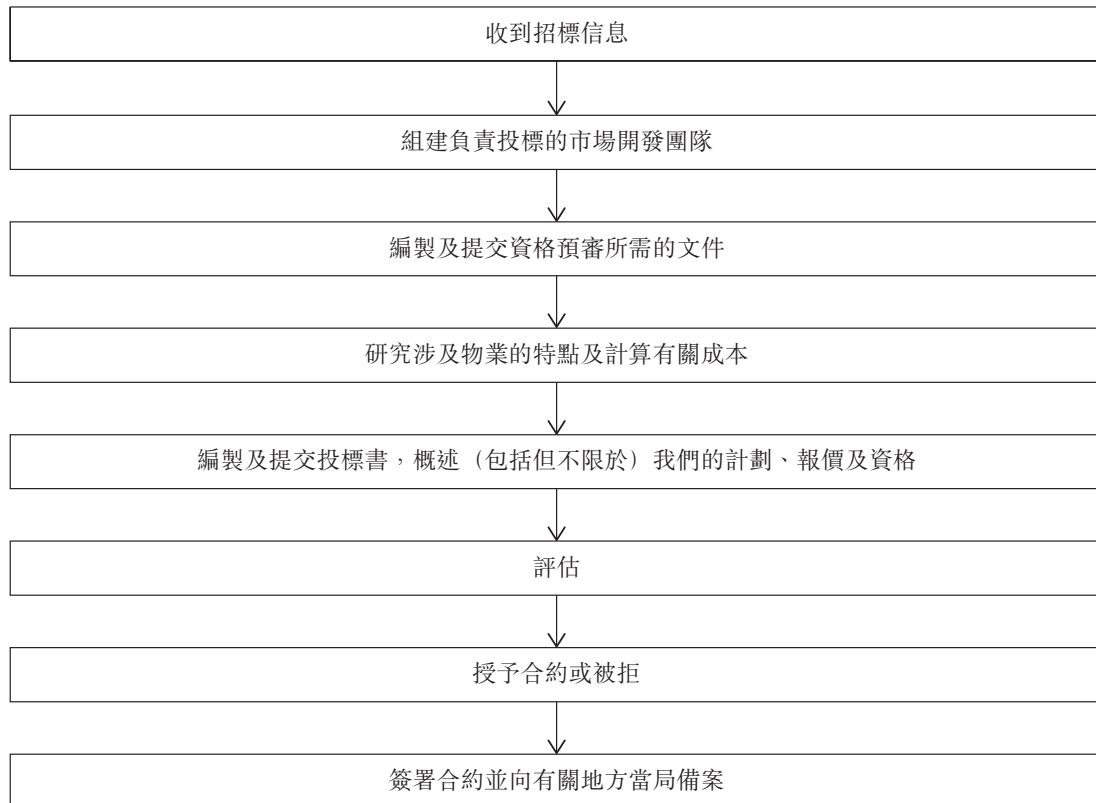 收到招標信息
組建負責投標的市場開發團隊
編製及提交資格預審所需的文件
研究涉及物業的特點及計算有關成本
編製及提交投標書，概述（包括但不限於）我們的計劃、報價及資格
評估
授予合約或被拒
簽署合約並向有關地方當局備案